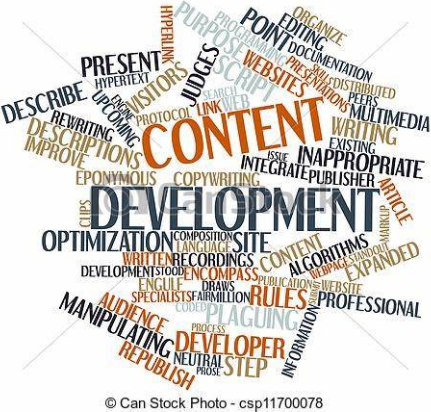 HYPERLINK
PURPOSE
PROGRAMMING
POINT
EDITING
ORGANIZE
DOCUMENTATION
PRESENT
HYPERTEXT
VISITORS
JUDGES
SCRIPT
WEBSITES
PRESENTATIONS
SKILLS
DISTRIBUTED
PEERS
MULTIMEDIA
DESCRIBE
UPCOMING
ENGINE
PROTOCOL
LINK
SEARCH
WEB
REWRITING
DESCRIPTIONS
IMPROVE
CONTENT
WRITING
EXISTING
ISSUE
INAPPROPRIATE
INTEGRATE
PUBLISHER
EPONYMOUS
COPYWRITING
ARTICLE
MARKUP
CLIPS
DEVELOPMENT
© CanStock
OPTIMIZATION
COMPOSITION
LANGUAGE
SITE
CONTENT
ALGORITHMS
WEBPAGE
STANDOUT
EXPANDED
WRITTEN
RECORDINGS
DEVELOPMENT
STOOD
ENCOMPASS
PUBLICATION
WEBSITE
ENGULF
DRAWS
SPECIALISTS
FAIR
MILLION
RULES
PROFESSIONAL
SUBMIT
INFORMATION
AUDIENCE
CODED
PLAGUING
MANIPULATING
PROCESS
DEVELOPER
NEUTRAL
PROSE
STEP
REPUBLISH
© Can Stock Photo - csp11700078